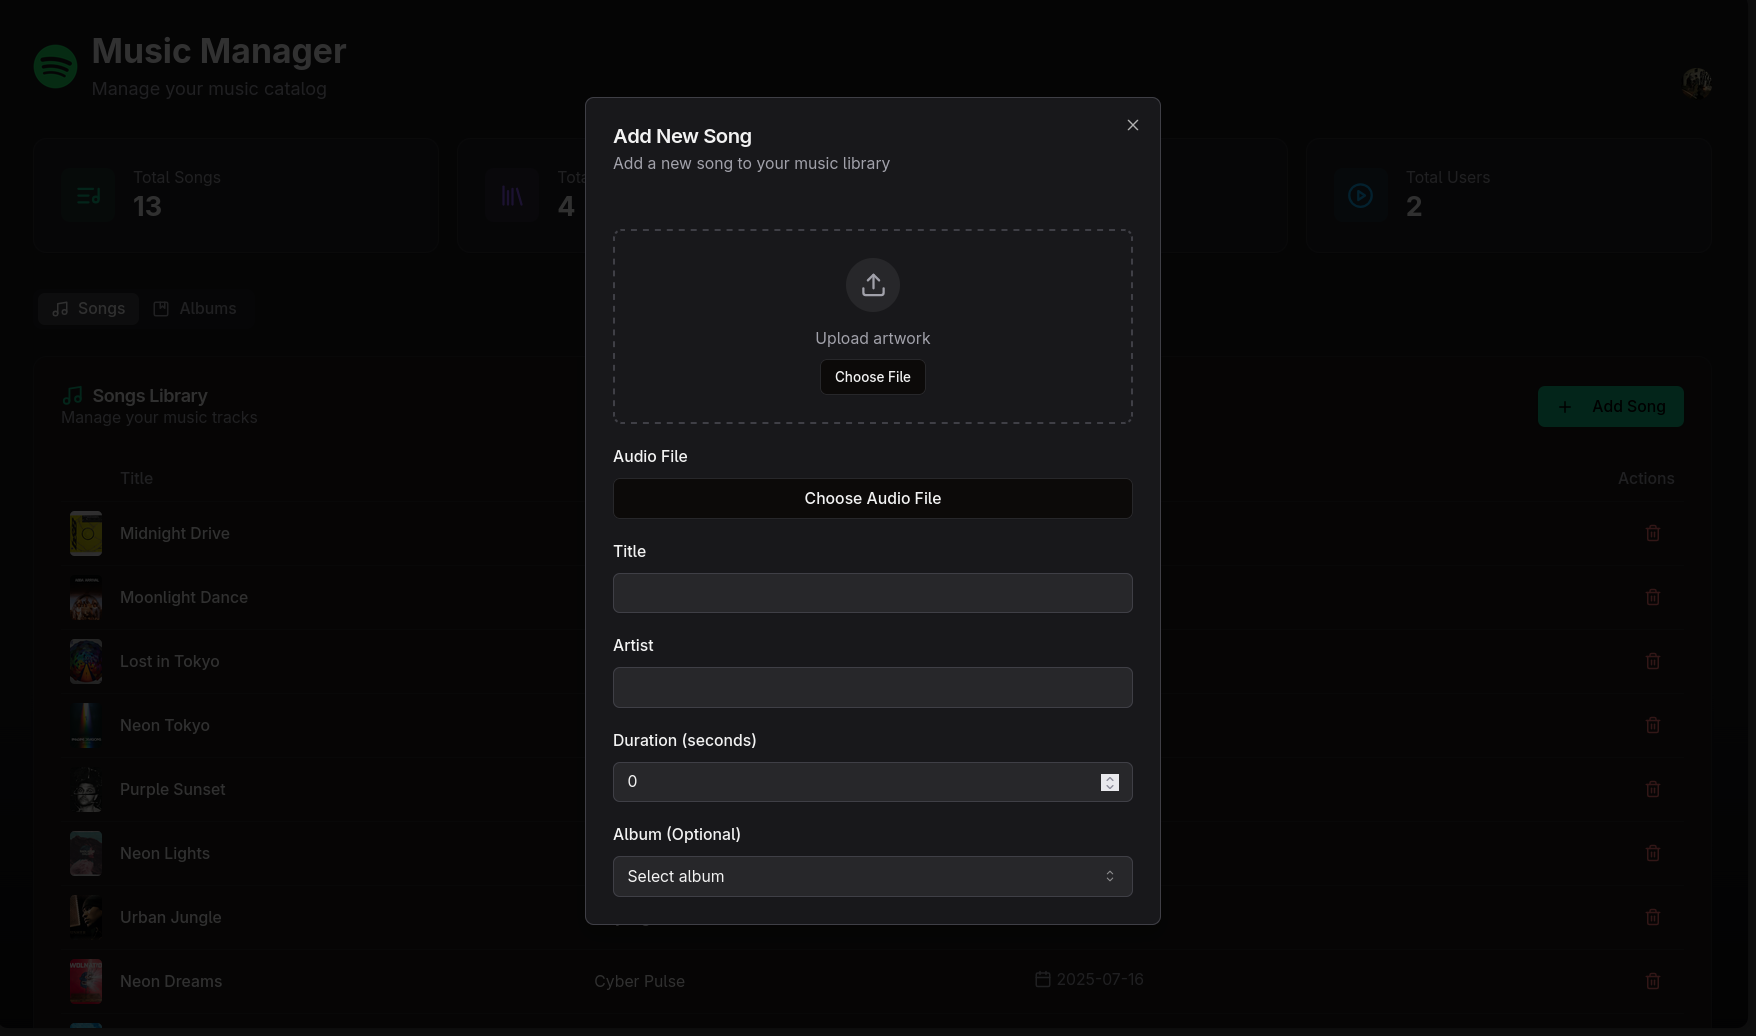 Music Manager
Manage your music catalog
Total Songs
13
Tota
4
Total Users
2
Songs
Albums
Songs Library
Manage your music tracks
Add Song
Title
Actions
Midnight Drive
Moonlight Dance
Lost in Tokyo
Neon Tokyo
Purple Sunset
Neon Lights
Urban Jungle
Neon Dreams
Cyber Pulse
2025-07-16
Add New Song
Add a new song to your music library
Upload artwork
Choose File
Audio File
Choose Audio File
Title
Artist
Duration (seconds)
0
Album (Optional)
Select album